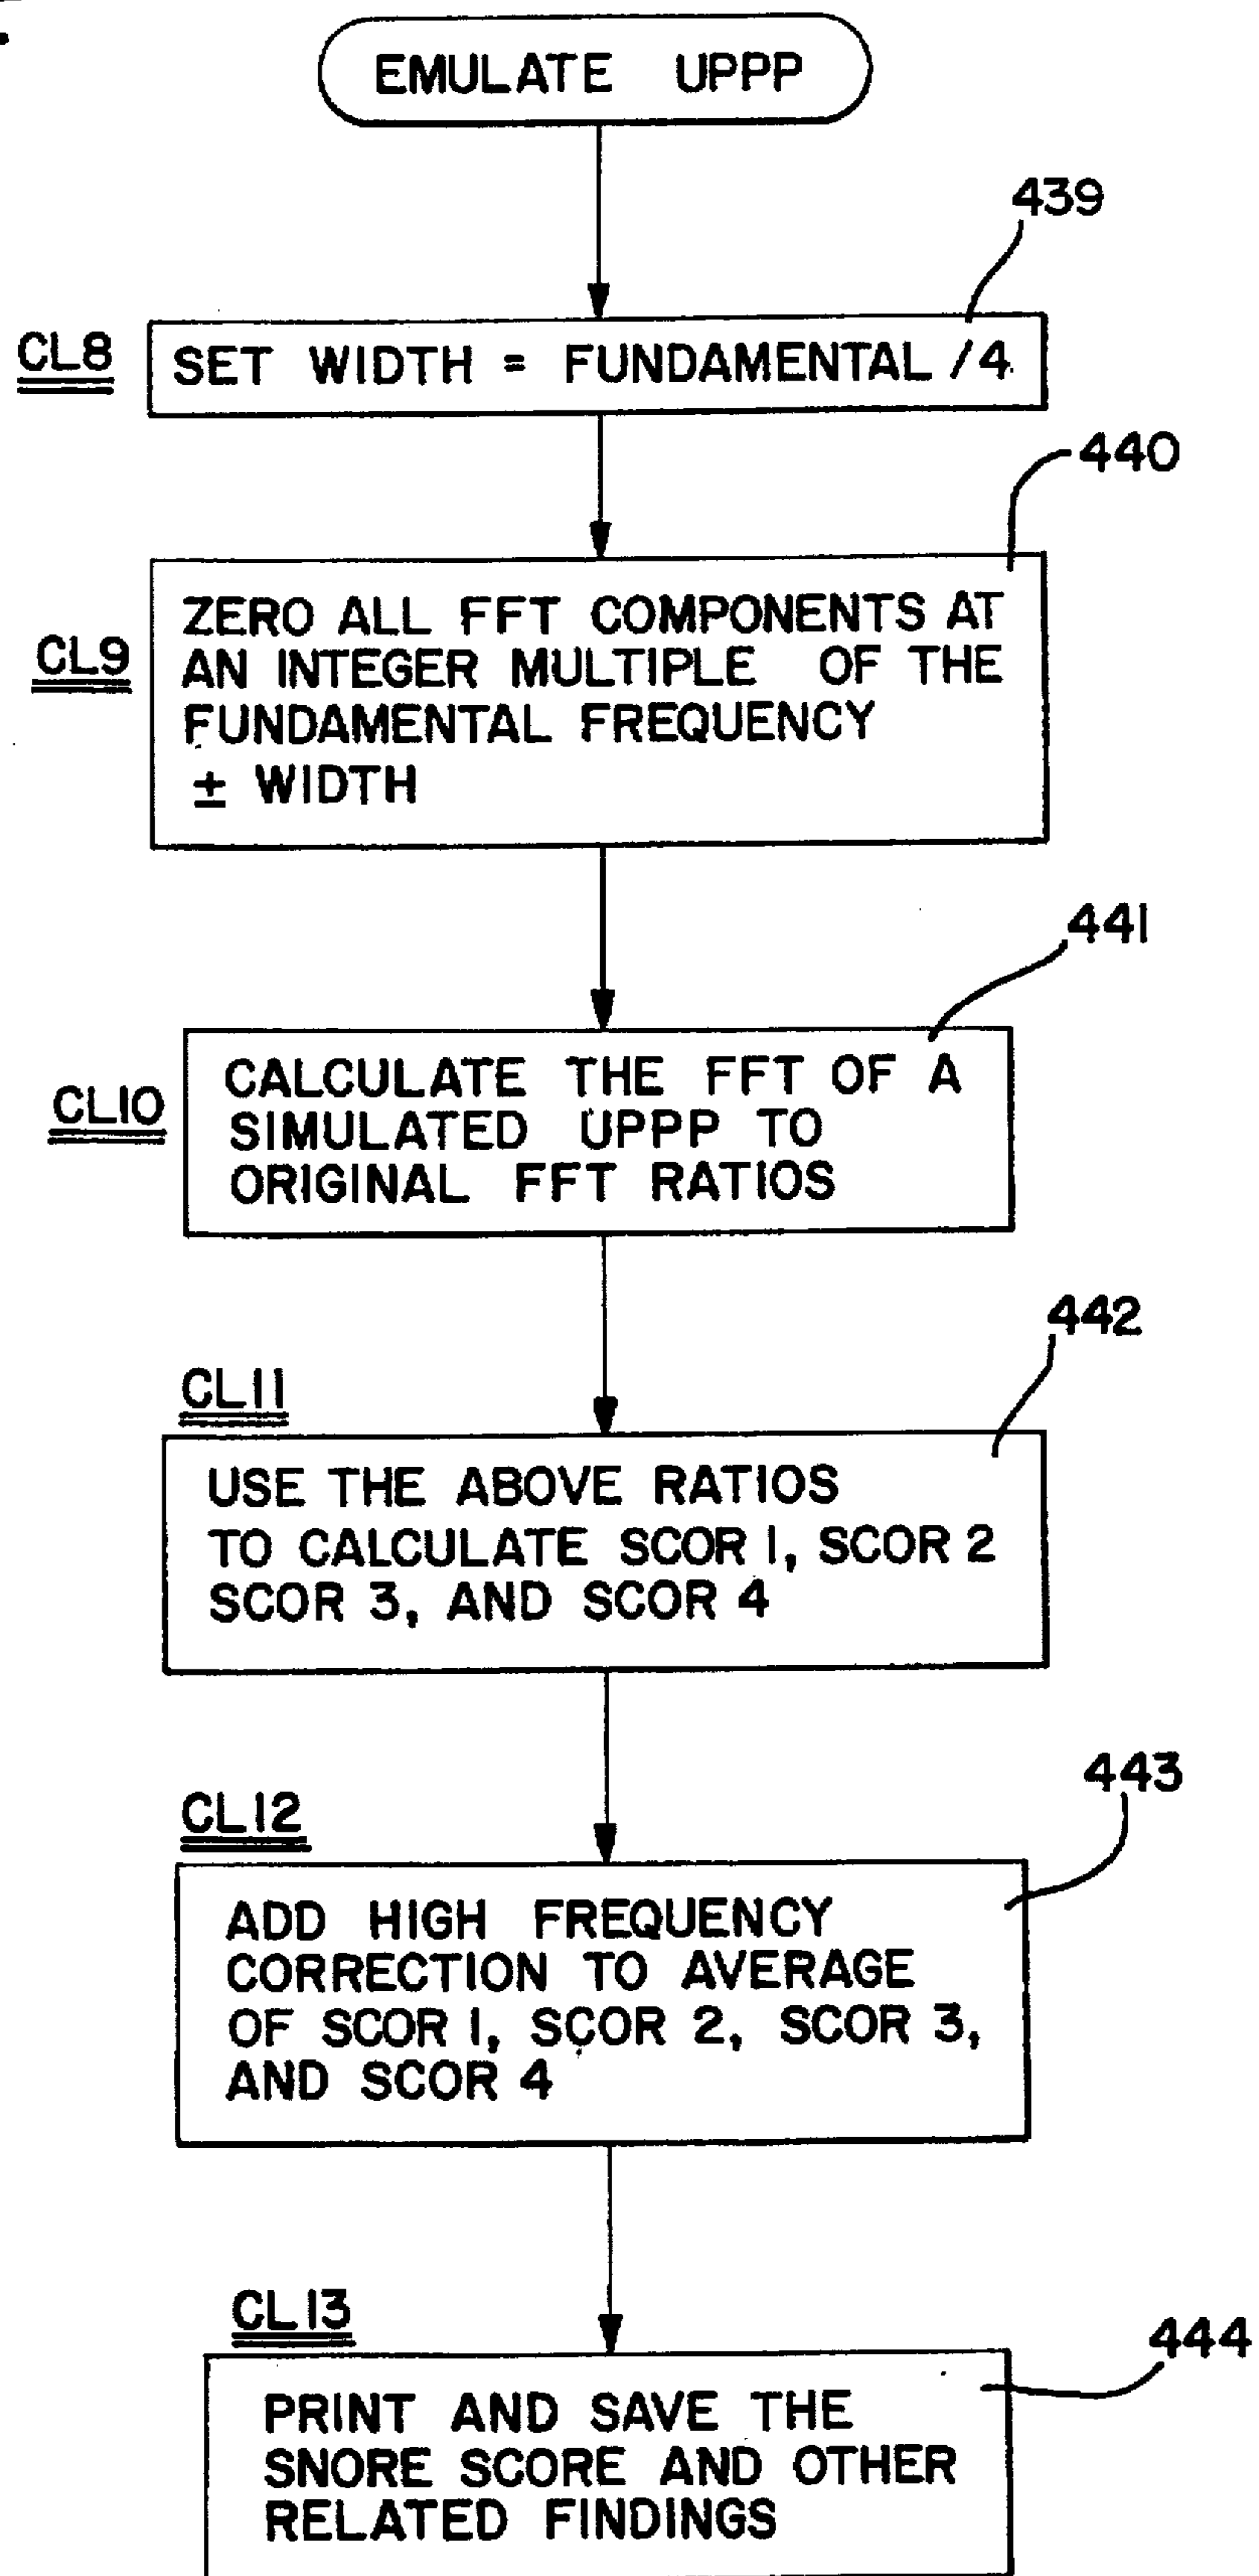 EMULATE UPPP
439
CL8
SET WIDTH = FUNDAMENTAL /4
440
CL9
ZERO ALL FFT COMPONENTS AT
AN INTEGER MULTIPLE OF THE
FUNDAMENTAL FREQUENCY
± WIDTH
441
CL10
CALCULATE THE FFT OF A
SIMULATED UPPP TO
ORIGINAL FFT RATIOS
442
CL11
USE THE ABOVE RATIOS
TO CALCULATE SCOR 1, SCOR 2
SCOR 3, AND SCOR 4
443
CL12
ADD HIGH FREQUENCY
CORRECTION TO AVERAGE
OF SCOR 1, SCOR 2, SCOR 3,
AND SCOR 4
CL13
444
PRINT AND SAVE THE
SNORE SCORE AND OTHER
RELATED FINDINGS